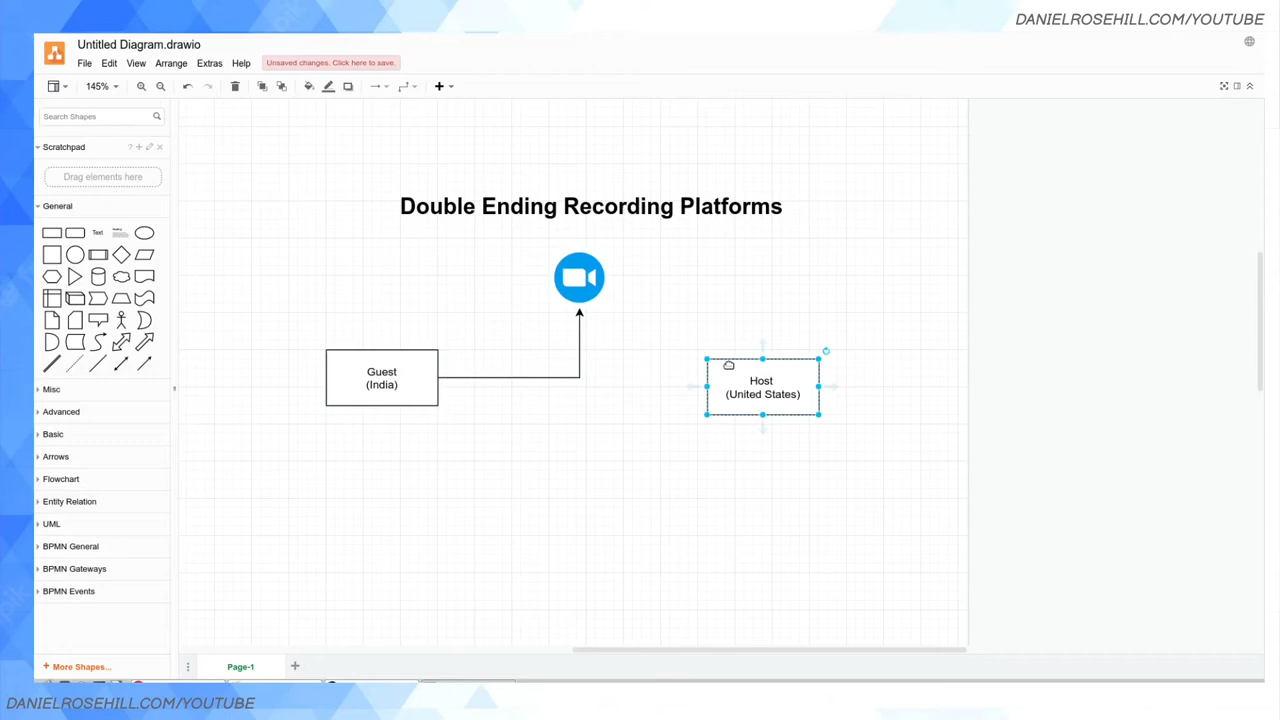 DANIELROSEHILL.COM/YOUTUBE
Untitled Diagram.drawio
File Edit View Arrange Extras Help
Unsaved changes. Click here to save.
145%
Search Shapes
Scratchpad
?
Drag elements here
General
Text
Heading
Misc
Advanced
Basic
Arrows
Flowchart
Entity Relation
UML
BPMN General
BPMN Gateways
BPMN Events
+ More Shapes...
Double Ending Recording Platforms
Guest
(India)
Host
(United States)
Page-1
DANIELROSEHILL.COM/YOUTUBE